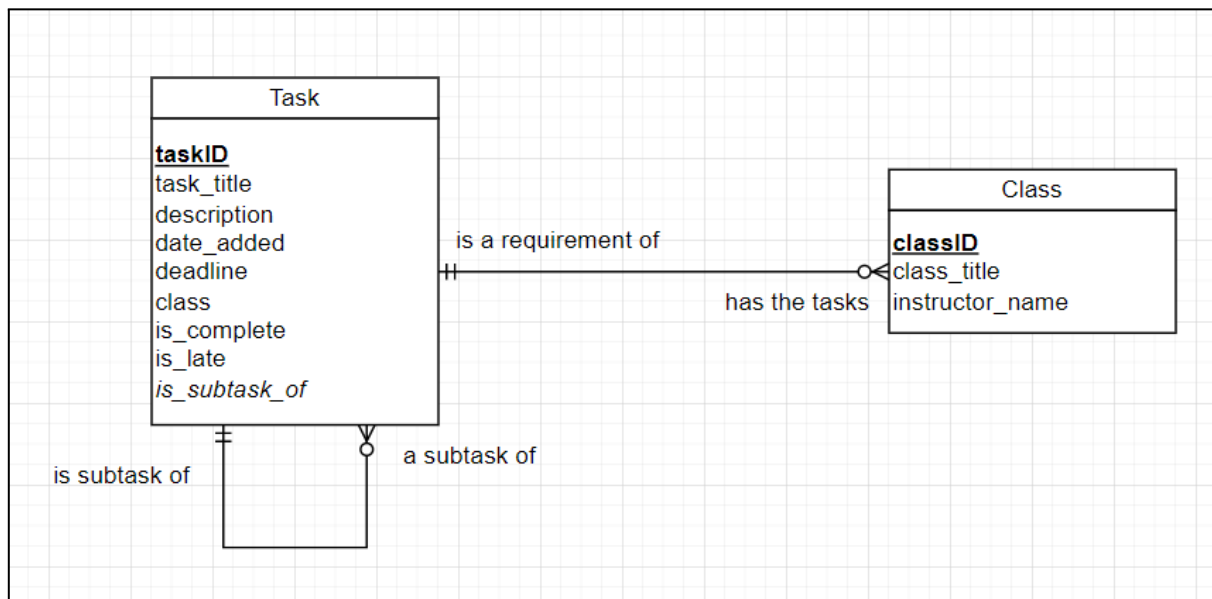 Task
taskID
task_title
description
date_added
deadline
class
is_complete
is_late
is_subtask_of
is a requirement of
has the tasks
Class
classID
class_title
instructor_name
is subtask of
a subtask of